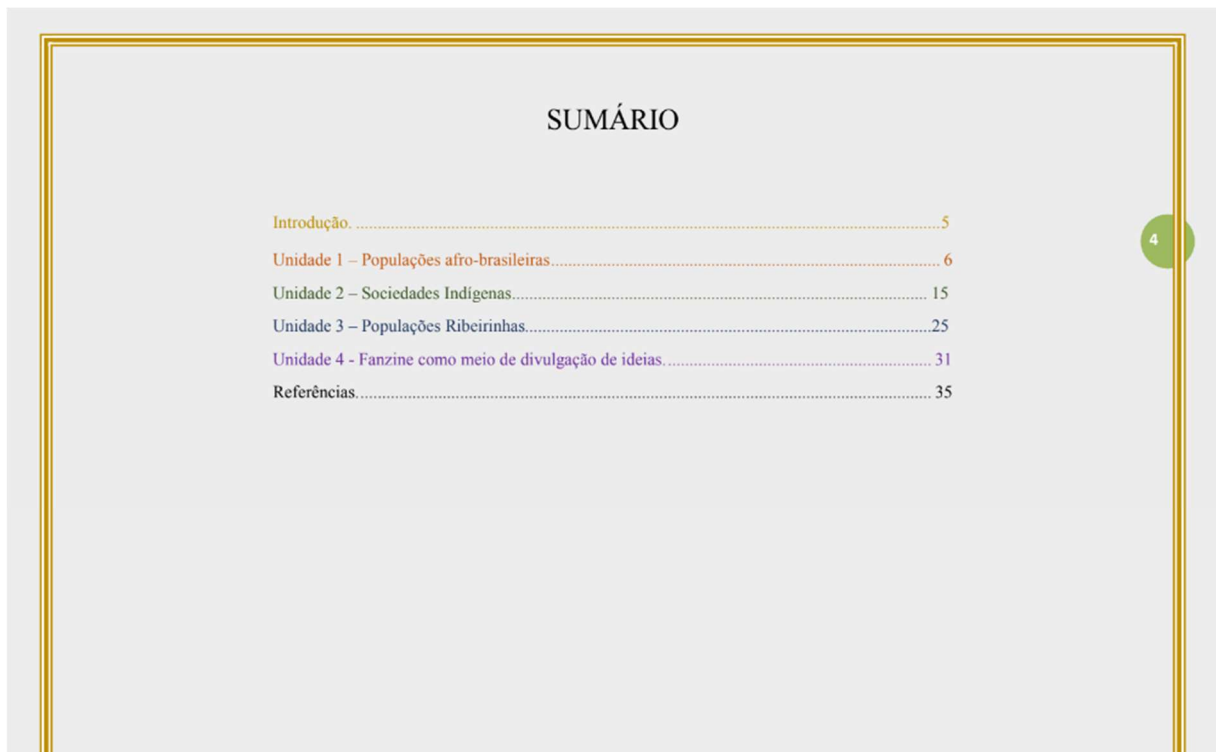 SUMÁRIO
Introdução. ........................................................................................................................................5
4
Unidade 1 – Populações afro-brasileiras........................................................................................... 6
Unidade 2 – Sociedades Indígenas................................................................................................. 15
Unidade 3 – Populações Ribeirinhas...............................................................................................25
Unidade 4 - Fanzine como meio de divulgação de ideias............................................................... 31
Referências...................................................................................................................................... 35